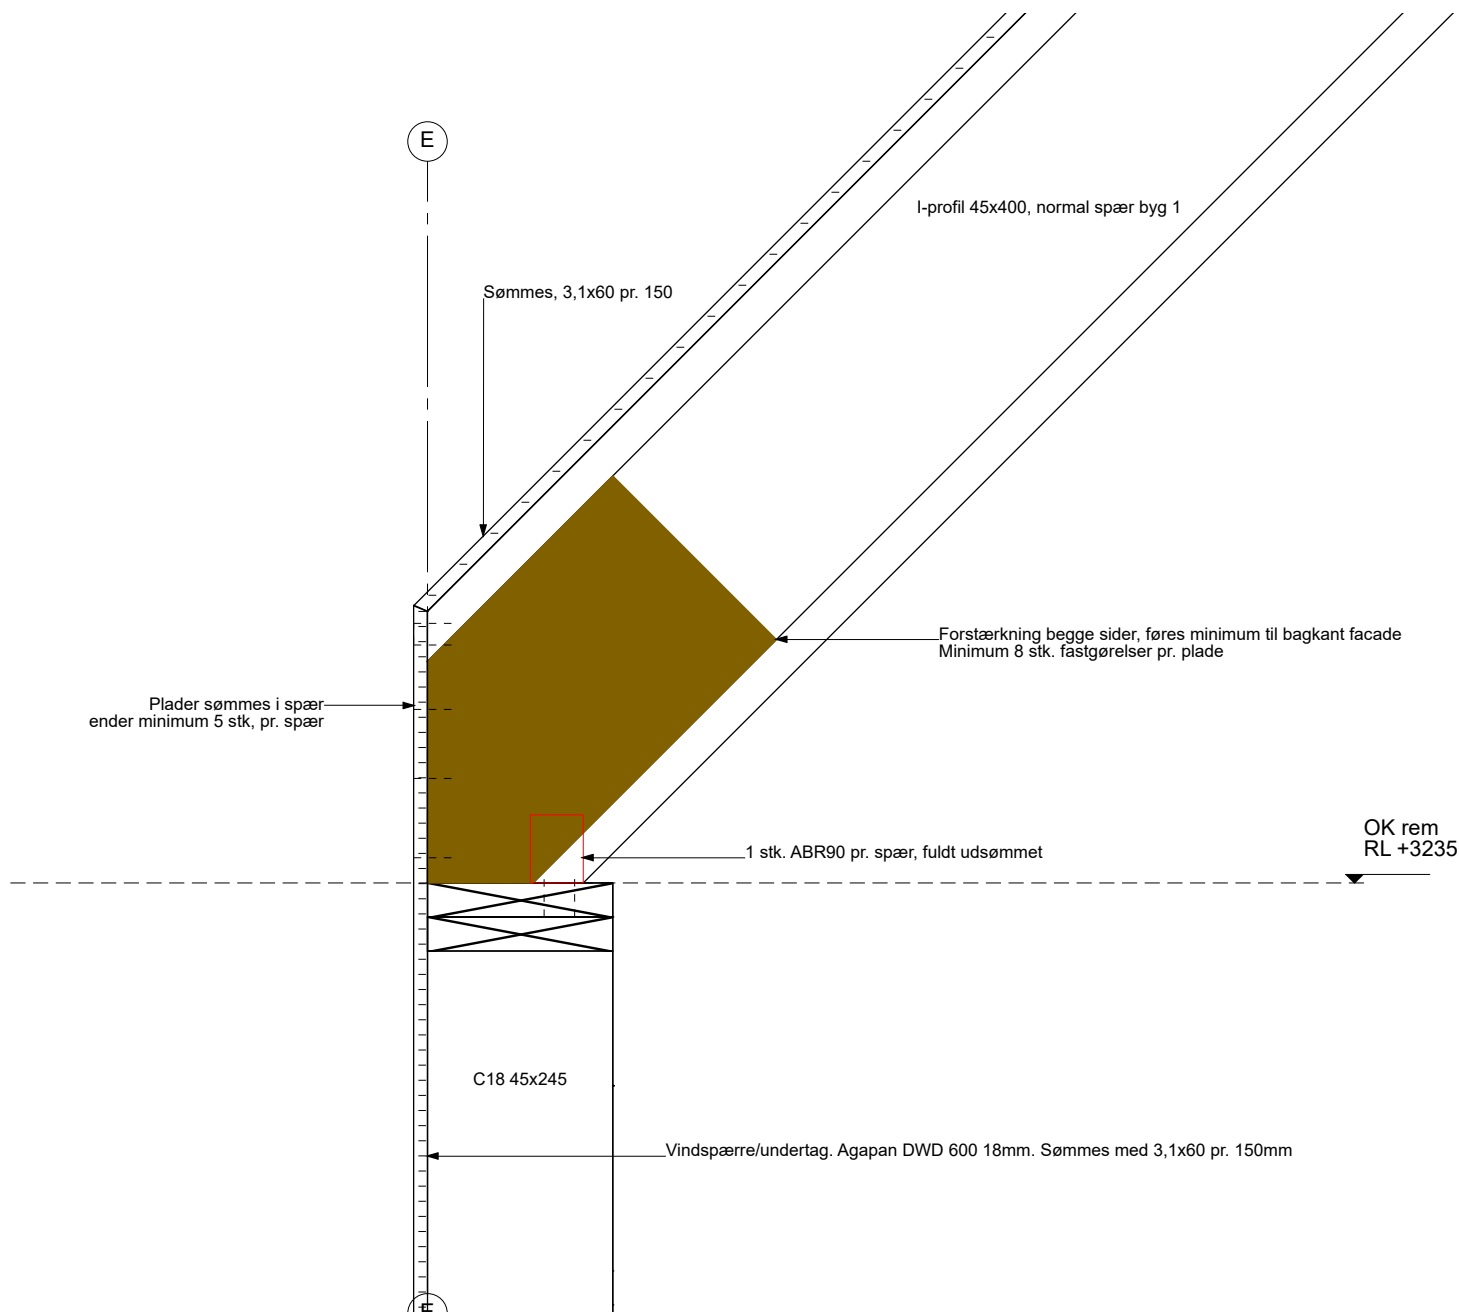 E
I-profil 45x400, normal spær byg 1
Sømmes, 3,1x60 pr. 150
Forstærkning begge sider, føres minimum til bagkant facade
Minimum 8 stk. fastgørelser pr. plade
Plader sømmes i spær
ender minimum 5 stk, pr. spær
OK rem
RL +3235
1 stk. ABR90 pr. spær, fuldt udsømmet
C18 45x245
Vindspærre/undertag. Agapan DWD 600 18mm. Sømmes med 3,1x60 pr. 150mm